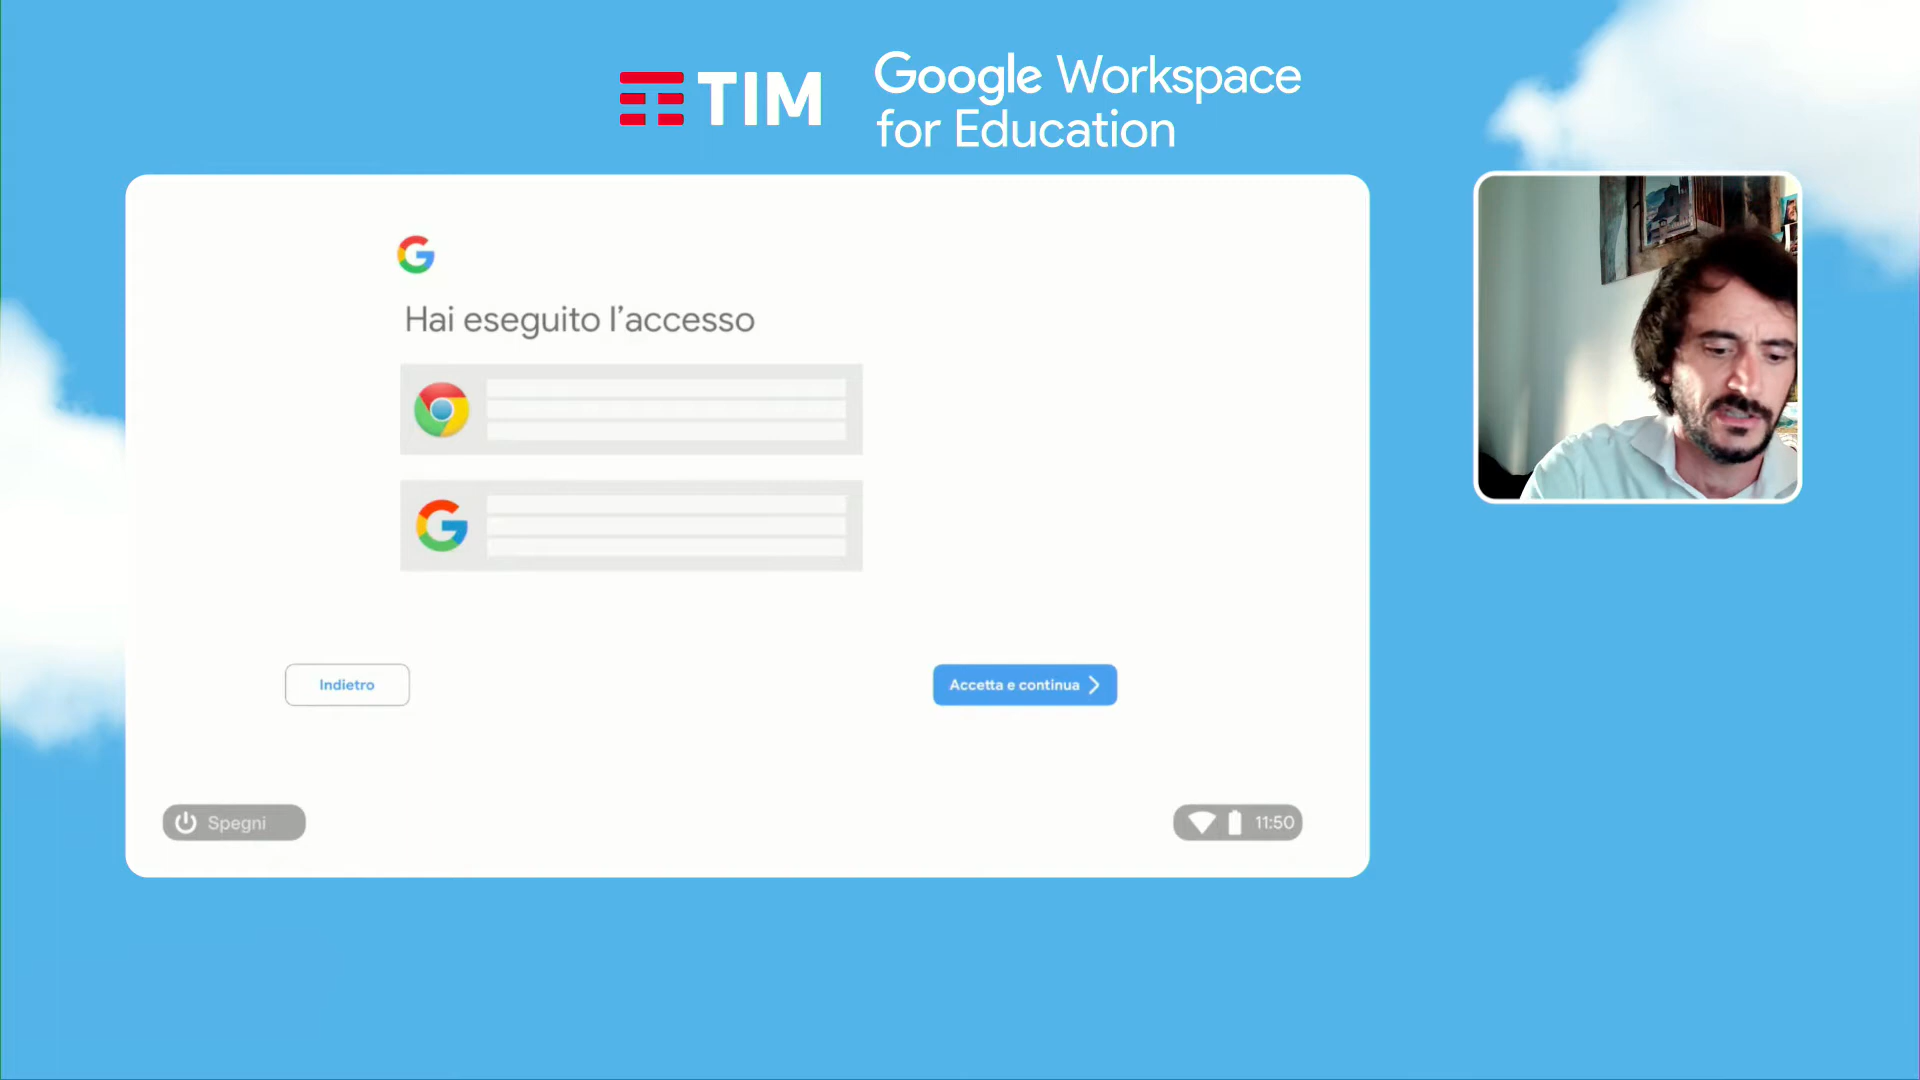 TIM
Google Workspace
for Education
Hai eseguito l'accesso
Indietro
Accetta e continua
Spegni
11:50